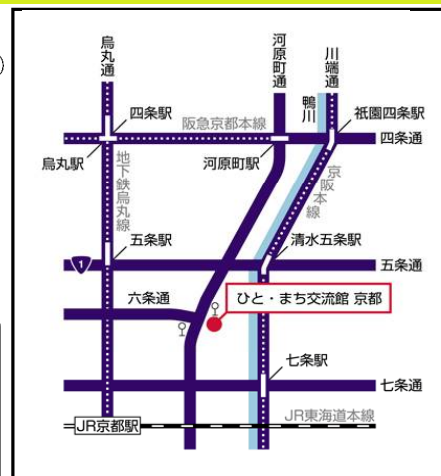 烏丸通
河原町通
川端通
鴨川
四条駅
阪急京都本線
祇園四条駅
四条通
烏丸駅
河原町駅
地下鉄烏丸線
京阪本線
五条駅
清水五条駅
1
五条通
六条通
ひと・まち交流館 京都
七条駅
七条通
JR東海道本線
JR京都駅